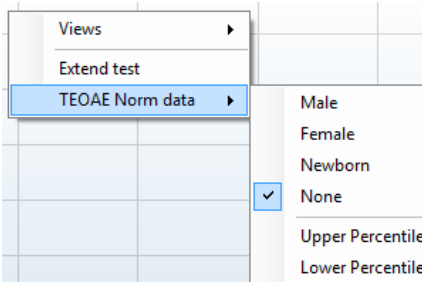 Views
Extend test
TEOAE Norm data
Male
Female
Newborn
None
Upper Percentile
Lower Percentile